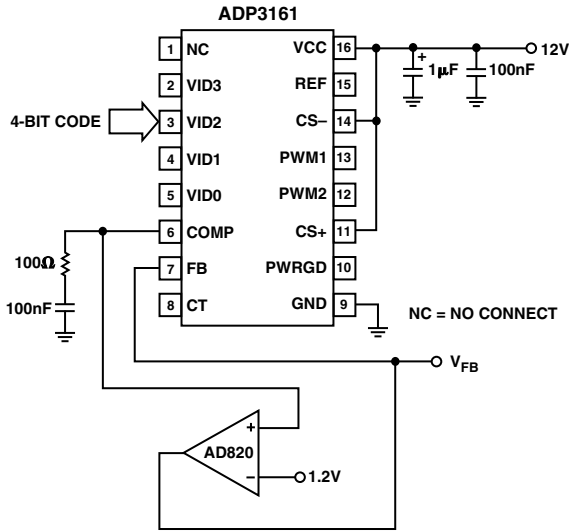 ADP3161
1 NC VCC 16
2 VID3 REF 15
3 VID2 CS– 14
4 VID1 PWM1 13
5 VID0 PWM2 12
6 COMP CS+ 11
7 FB PWRGD 10
8 CT GND 9
4-BIT CODE
+
1μF
100nF
12V
100Ω
100nF
NC = NO CONNECT
VFB
+
AD820
–
1.2V